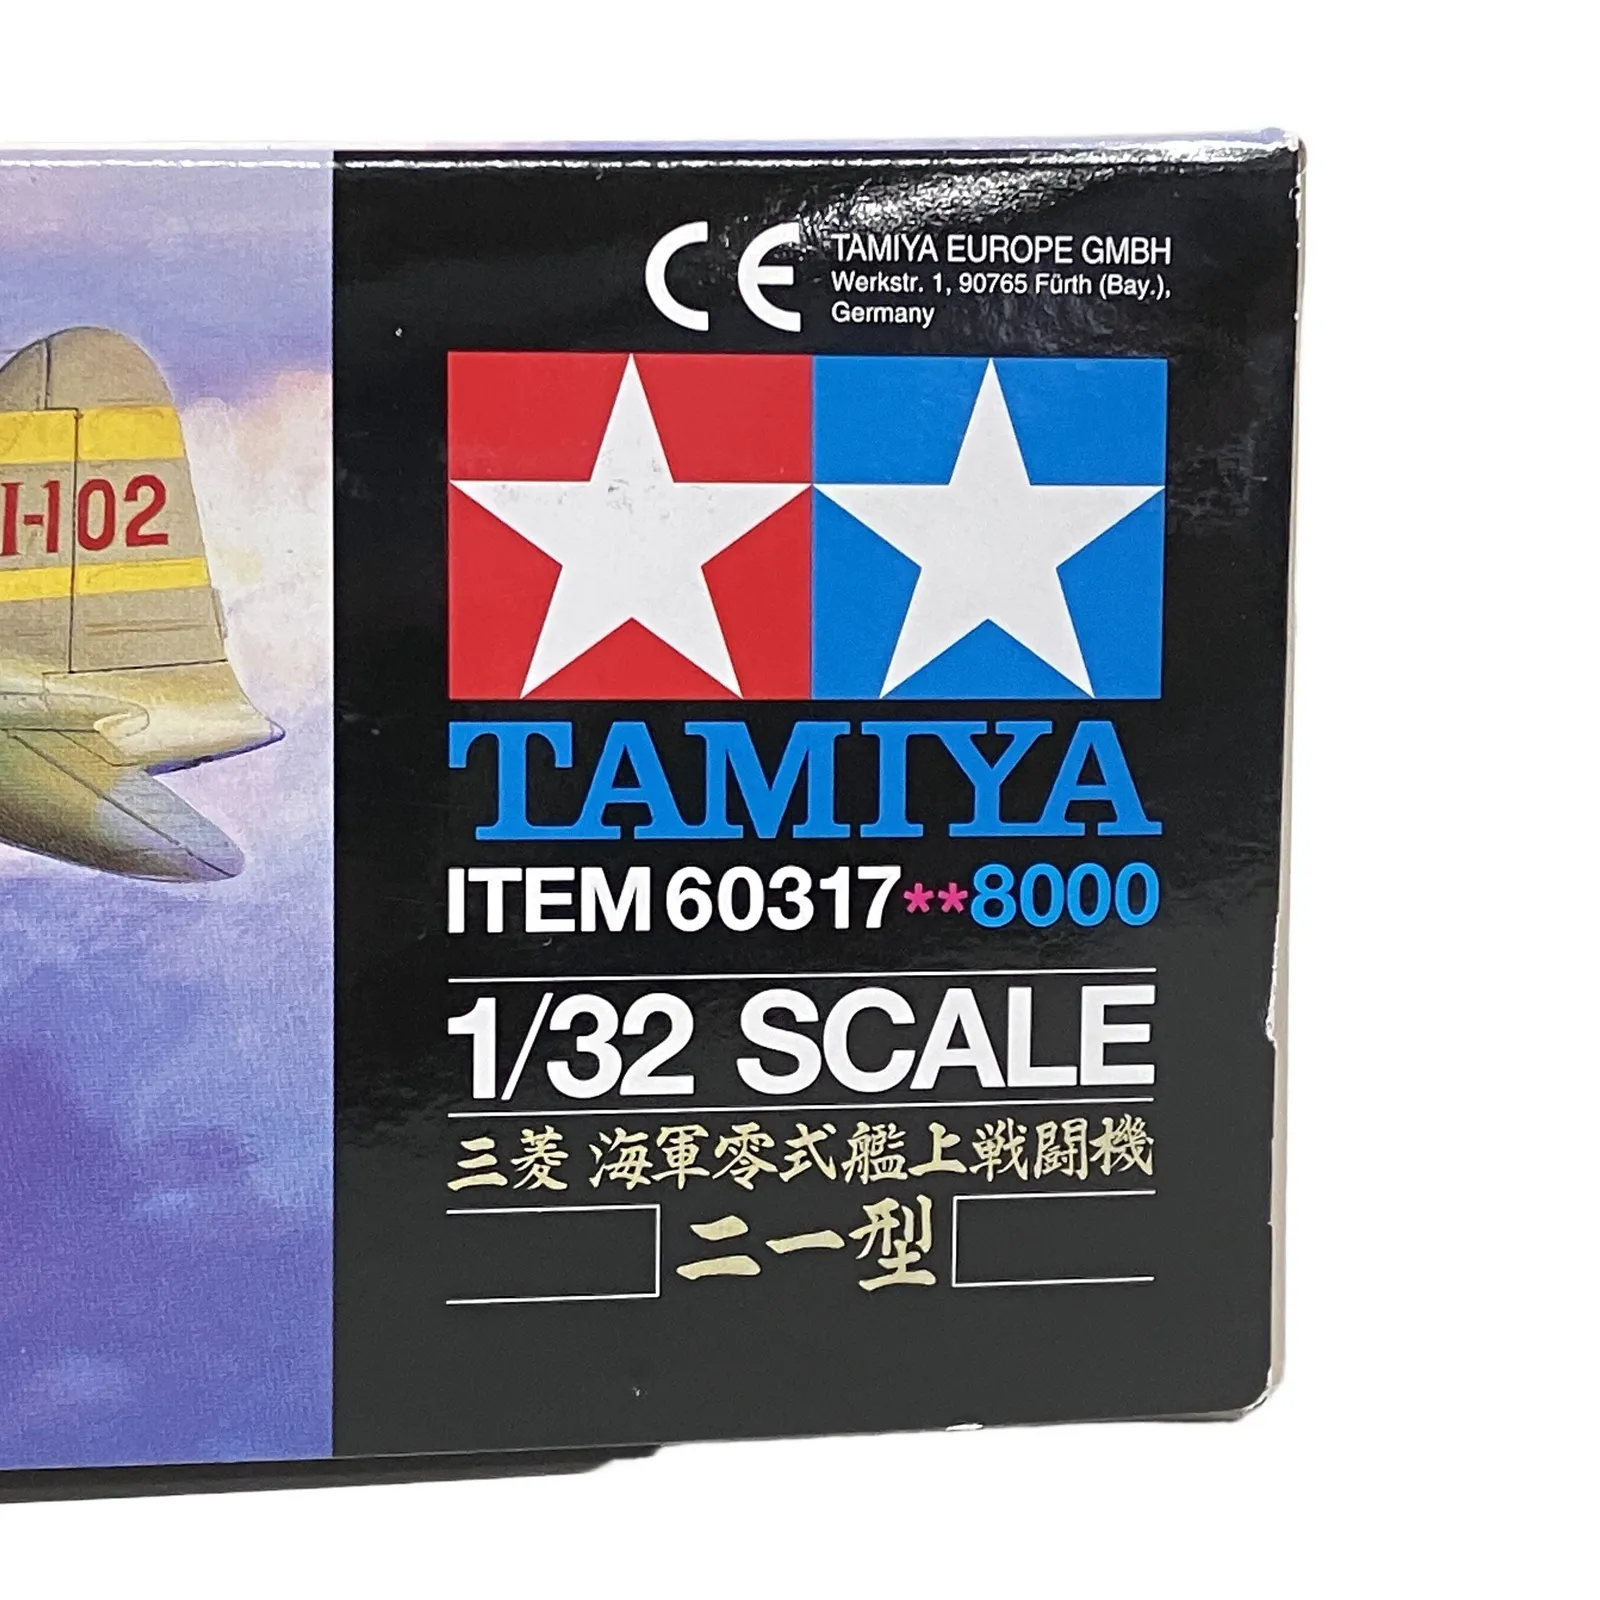 CE
TAMIYA EUROPE GMBH
Werkstr. 1, 90765 Fürth (Bay.),
Germany
I-102
TAMIYA
ITEM 60317**8000
1/32 SCALE
三菱 海軍零式艦上戦闘機
二一型